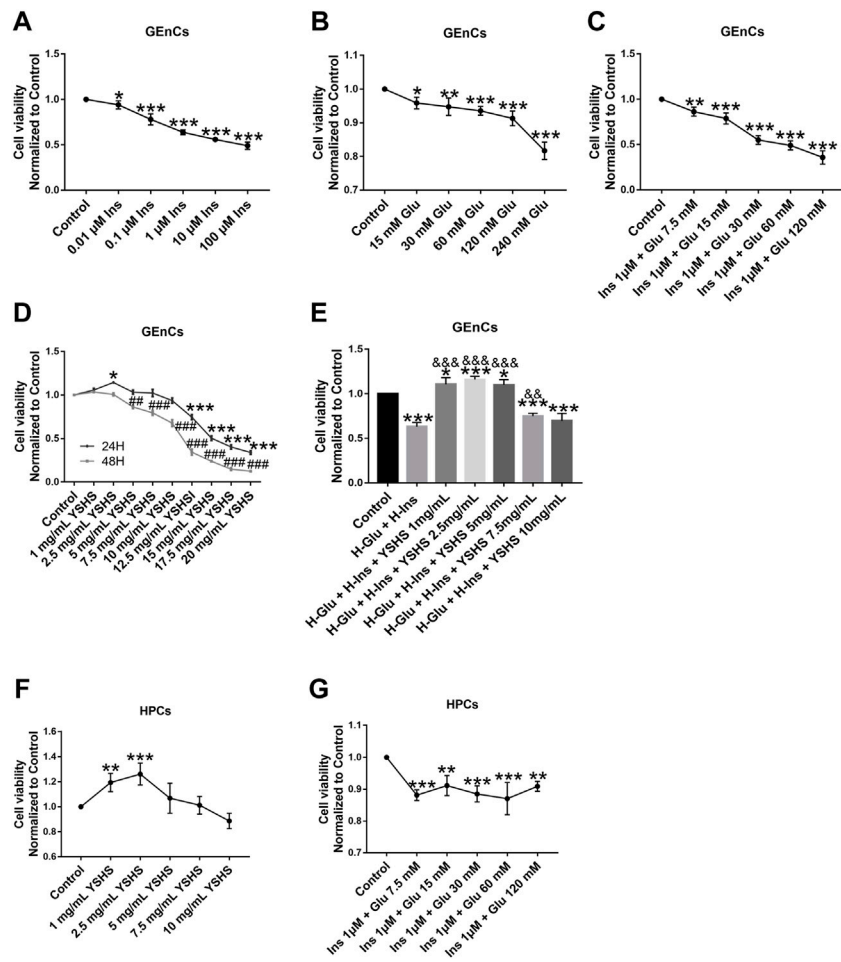 A
GEnCs
Cell viability
Normalized to Control
1.5
1.0
0.5
0.0
*
***
***
***
***
Control
0.01 µM Ins
0.1 µM Ins
1 µM Ins
10 µM Ins
100 µM Ins
B
GEnCs
Cell viability
Normalized to Control
1.1
1.0
0.9
0.8
0.7
*
**
***
***
***
Control
15 mM Glu
30 mM Glu
60 mM Glu
120 mM Glu
240 mM Glu
C
GEnCs
Cell viability
Normalized to Control
1.5
1.0
0.5
0.0
**
***
***
***
***
Control
Ins 1µM + Glu 7.5 mM
Ins 1µM + Glu 15 mM
Ins 1µM + Glu 30 mM
Ins 1µM + Glu 60 mM
Ins 1µM + Glu 120 mM
D
GEnCs
Cell viability
Normalized to Control
1.5
1.0
0.5
0.0
*
***
***
***
***
##
###
###
###
###
###
###
24H
48H
Control
1 mg/mL YSHS
2.5 mg/mL YSHS
5 mg/mL YSHS
7.5 mg/mL YSHS
10 mg/mL YSHS
12.5 mg/mL YSHSI
15 mg/mL YSHS
17.5 mg/mL YSHS
20 mg/mL YSHS
E
GEnCs
Cell viability
Normalized to Control
1.5
1.0
0.5
0.0
&&&
&&&
&&&
&&
***
*
***
*
***
***
Control
H-Glu + H-Ins
H-Glu + H-Ins + YSHS 1mg/mL
H-Glu + H-Ins + YSHS 2.5mg/mL
H-Glu + H-Ins + YSHS 5mg/mL
H-Glu + H-Ins + YSHS 7.5mg/mL
H-Glu + H-Ins + YSHS 10mg/mL
F
HPCs
Cell viability
Normalized to Control
1.6
1.4
1.2
1.0
0.8
0.6
**
***
Control
1 mg/mL YSHS
2.5 mg/mL YSHS
5 mg/mL YSHS
7.5 mg/mL YSHS
10 mg/mL YSHS
G
HPCs
Cell viability
Normalized to Control
1.1
1.0
0.9
0.8
0.7
***
**
***
***
**
Control
Ins 1µM + Glu 7.5 mM
Ins 1µM + Glu 15 mM
Ins 1µM + Glu 30 mM
Ins 1µM + Glu 60 mM
Ins 1µM + Glu 120 mM